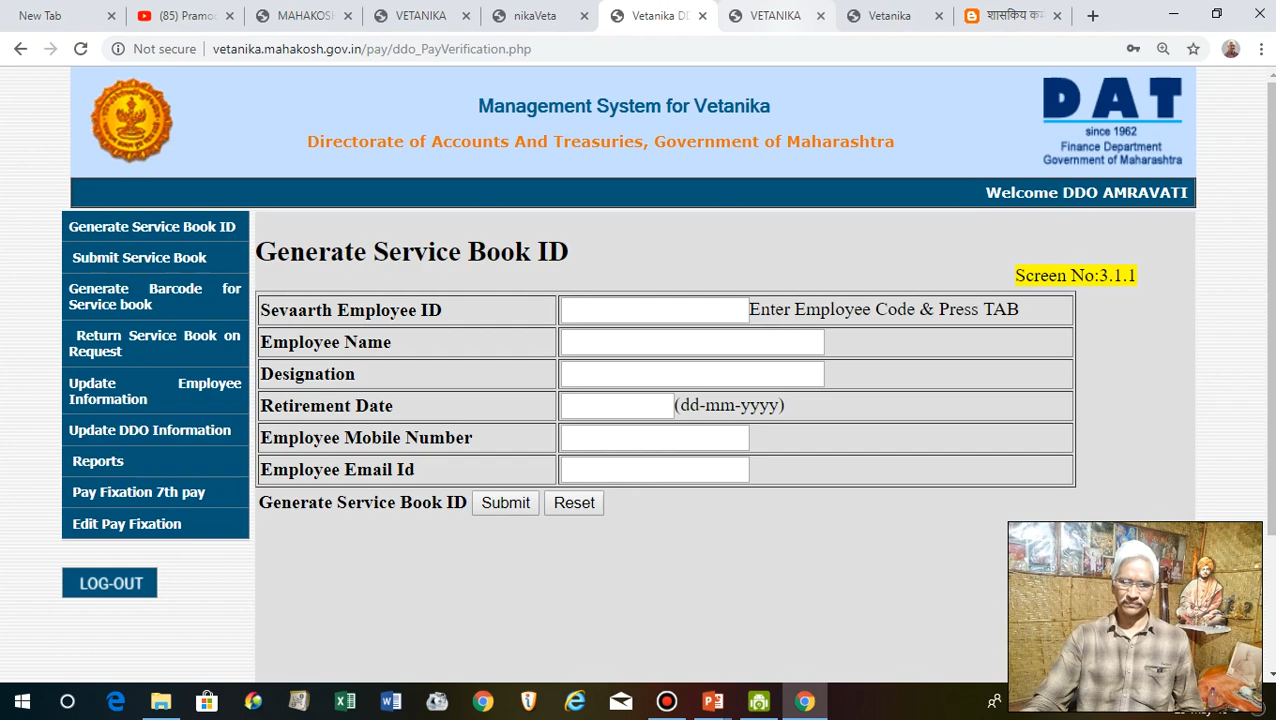 New Tab
(85) Pramo
MAHAKOS
VETANIKA
nikaVeta
Vetanika DD
VETANIKA
Vetanika
शासकिय कर्म
Not secure
vetanika.mahakosh.gov.in/pay/ddo_PayVerification.php
Management System for Vetanika
Directorate of Accounts And Treasuries, Government of Maharashtra
DAT
since 1962
Finance Department
Government of Maharashtra
Welcome DDO AMRAVATI
Generate Service Book ID
Submit Service Book
Generate Barcode for
Service book
Return Service Book on
Request
Update Employee
Information
Update DDO Information
Reports
Pay Fixation 7th pay
Edit Pay Fixation
LOG-OUT
Generate Service Book ID
Screen No:3.1.1
Sevaarth Employee ID
Enter Employee Code & Press TAB
Employee Name
Designation
Retirement Date
(dd-mm-yyyy)
Employee Mobile Number
Employee Email Id
Generate Service Book ID Submit Reset